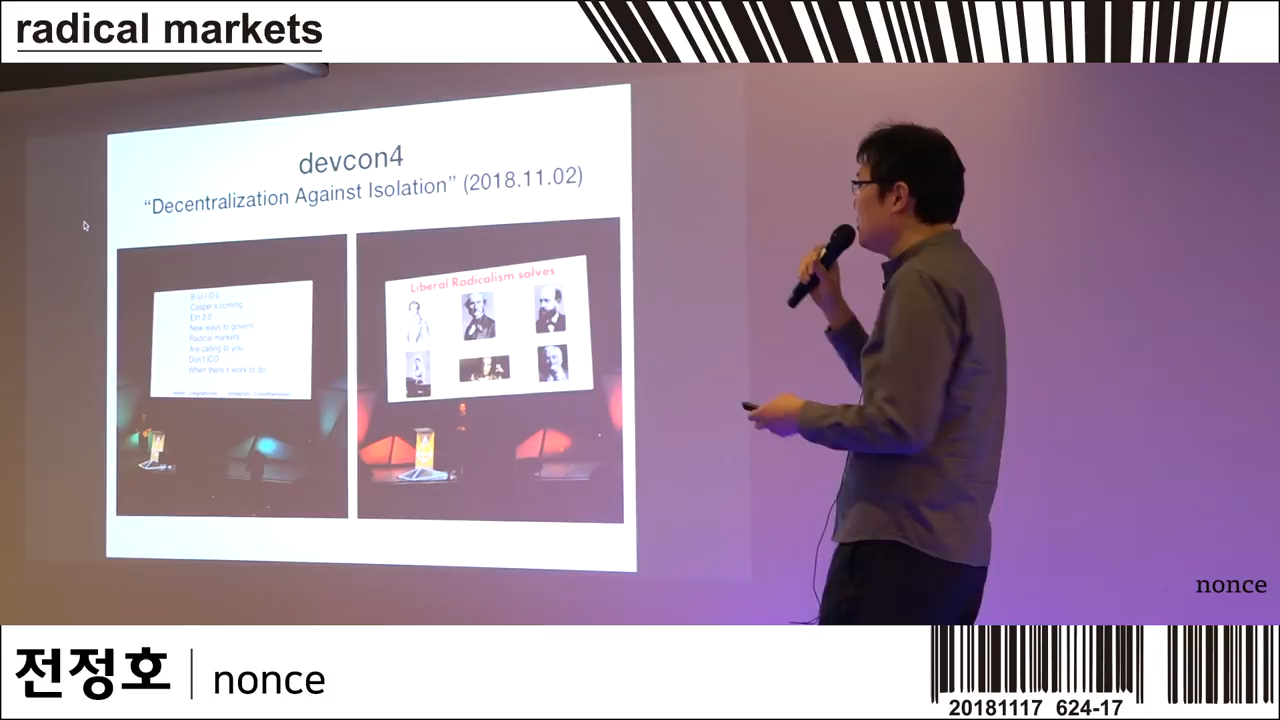 radical markets
devcon4
“Decentralization Against Isolation” (2018.11.02)
B-U-I-D-L
Casper's coming
Eth 2.0
New ways to govern
Radical markets
Are calling to you
Don't ICO
When there's work to do
Liberal Radicalism solves
nonce
전정호 | nonce
20181117 624-17